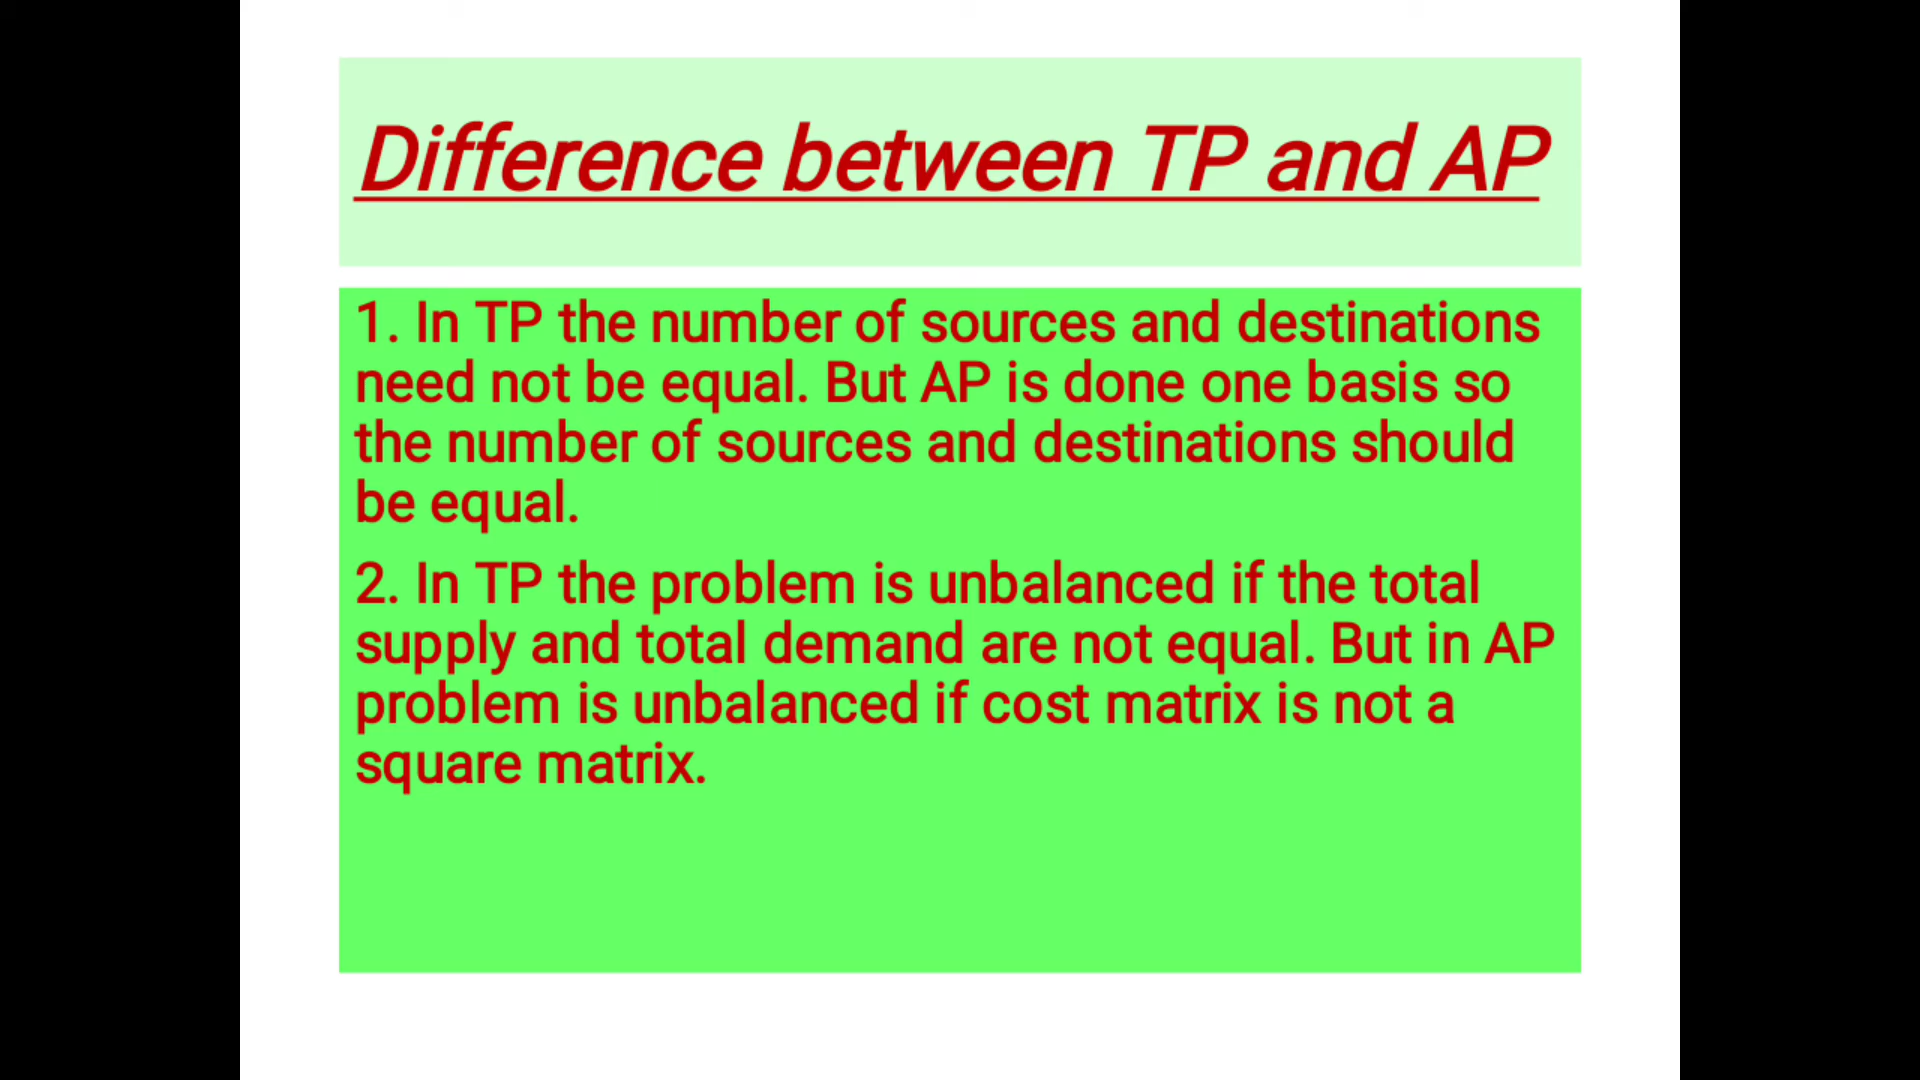 Difference between TP and AP
1. In TP the number of sources and destinations
need not be equal. But AP is done one basis so
the number of sources and destinations should
be equal.
2. In TP the problem is unbalanced if the total
supply and total demand are not equal. But in AP
problem is unbalanced if cost matrix is not a
square matrix.